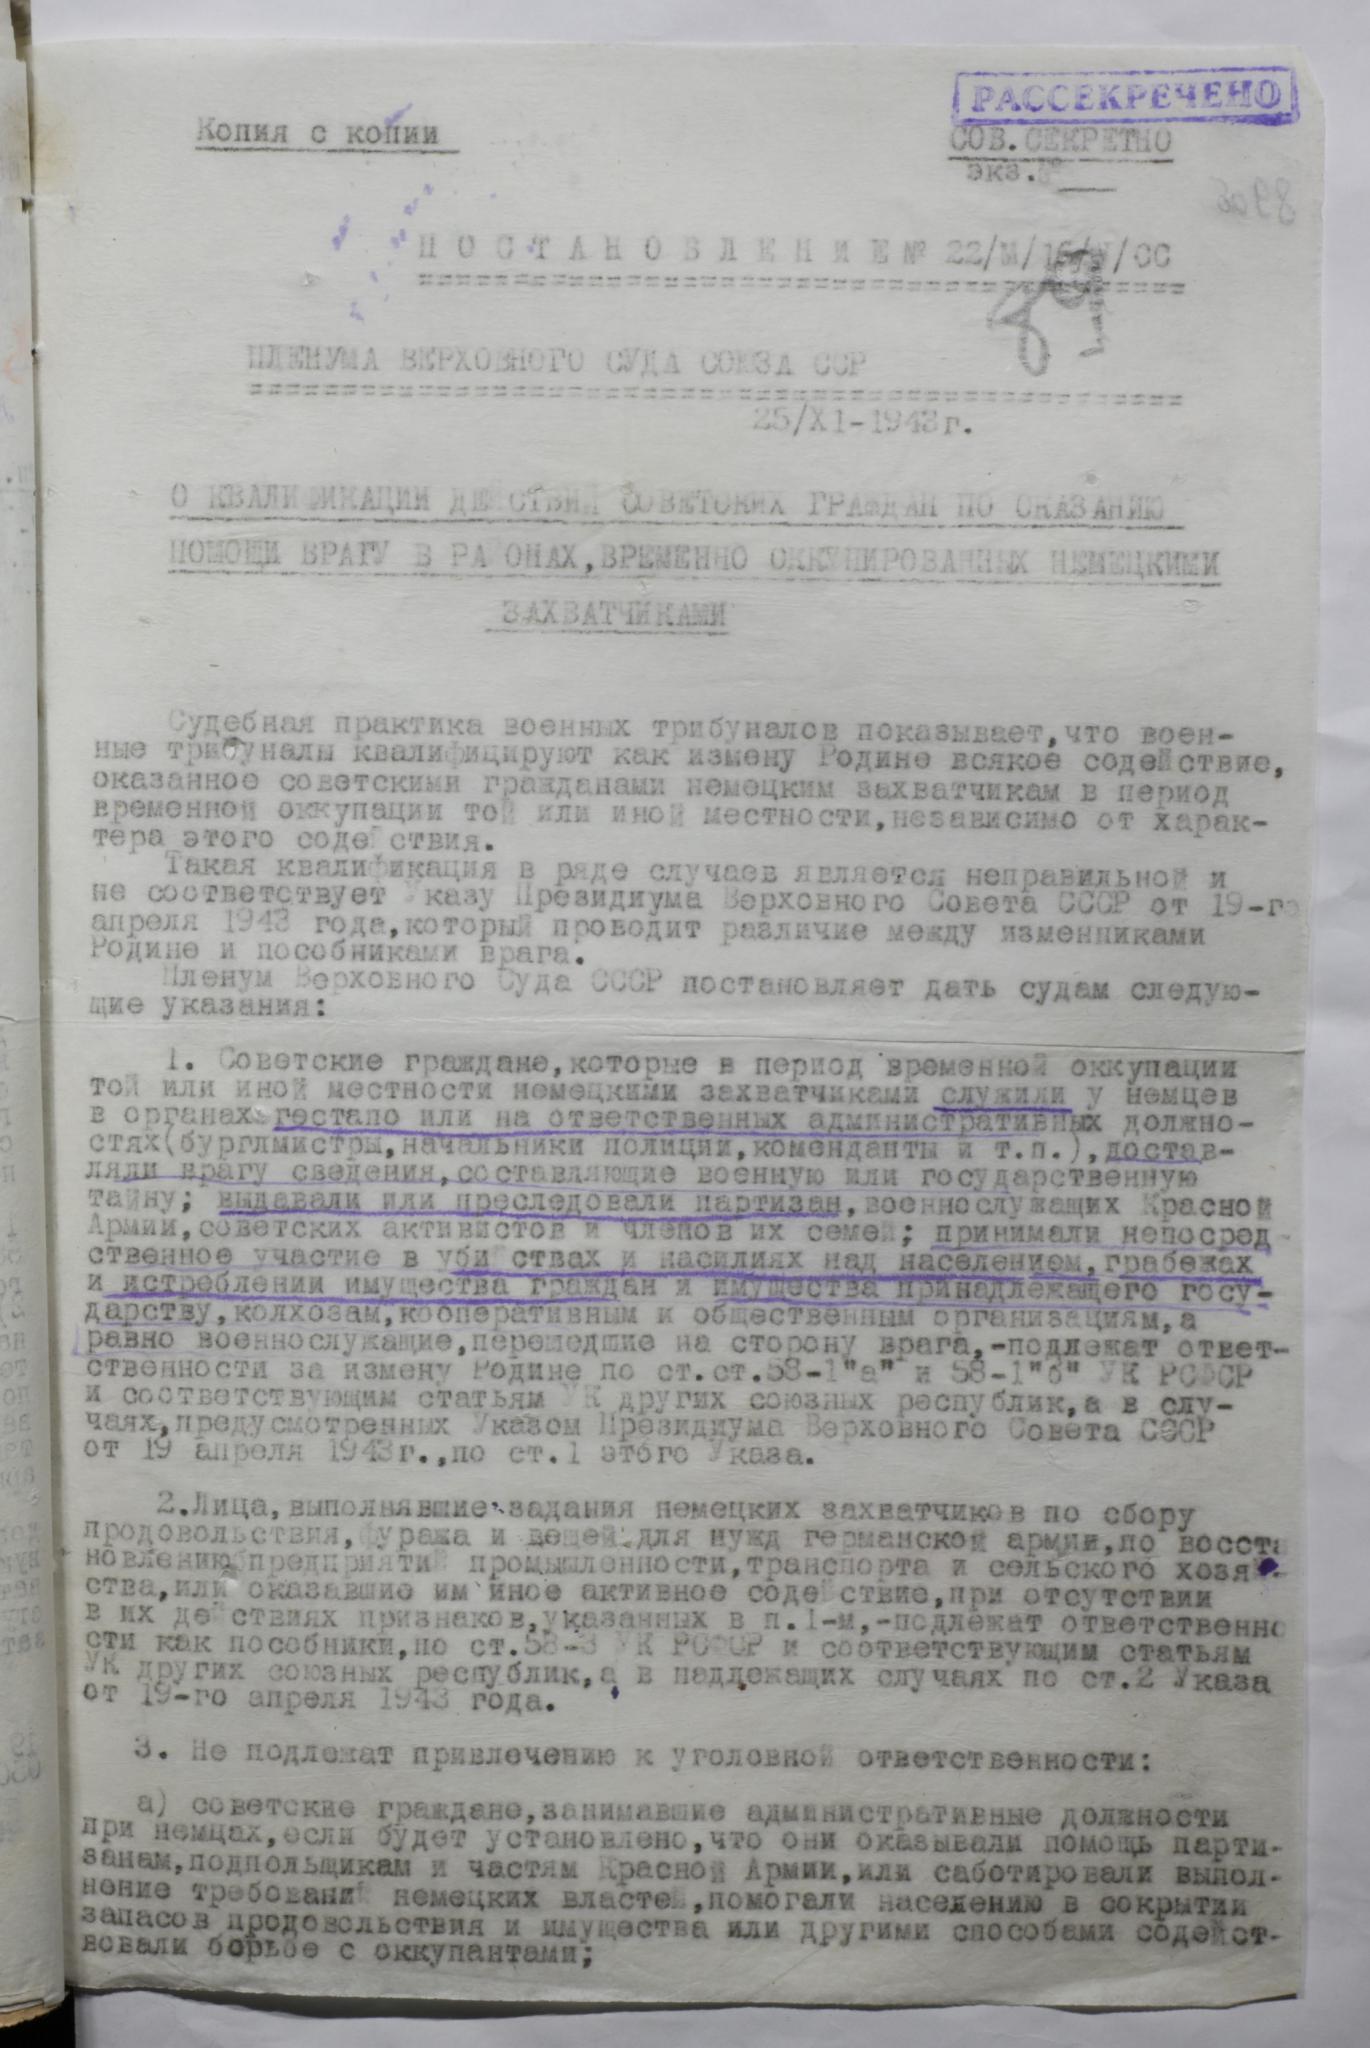 РАССЕКРЕЧЕНО
Копия с копии
СОВ.СЕКРЕТНО
экз.№
ПОСТАНОВЛЕНИЕ № 22/М/16/У/СС
89
ПЛЕНУМА ВЕРХОВНОГО СУДА СОЮЗА ССР
25/XI-1943г.
О КВАЛИФИКАЦИИ ДЕЙСТВИЙ СОВЕТСКИХ ГРАЖДАН ПО ОКАЗАНИЮ
ПОМОЩИ ВРАГУ В РАЙОНАХ, ВРЕМЕННО ОККУПИРОВАННЫХ НЕМЕЦКИМИ
ЗАХВАТЧИКАМИ
Судебная практика военных трибуналов показывает, что воен-
ные трибуналы квалифицируют как измену Родине всякое содействие,
оказанное советскими гражданами немецким захватчикам в период
временной оккупации той или иной местности, независимо от харак-
тера этого содействия.
Такая квалификация в ряде случаев является неправильной и
не соответствует Указу Президиума Верховного Совета СССР от 19-го
апреля 1943 года, который проводит различие между изменниками
Родине и пособниками врага.
Пленум Верховного Суда СССР постановляет дать судам следую-
щие указания:
1. Советские граждане, которые в период временной оккупации
той или иной местности немецкими захватчиками служили у немцев
в органах гестапо или на ответственных административных должно-
стях (бурглмистры, начальники полиции, коменданты и т.п.), достав-
ляли врагу сведения, составляющие военную или государственную
тайну; выдавали или преследовали партизан, военнослужащих Красной
Армии, советских активистов и членов их семей; принимали непосред
ственное участие в убийствах и насилиях над населением, грабежах
и истреблении имущества граждан и имущества принадлежащего госу-
дарству, колхозам, кооперативным и общественным организациям, а
равно военнослужащие, перешедшие на сторону врага, -подлежат ответ-
ственности за измену Родине по ст.ст.58-1"а" и 58-1"б" УК РСФСР
и соответствующим статьям УК других союзных республик, а в слу-
чаях, предусмотренных Указом Президиума Верховного Совета СССР
от 19 апреля 1943г., по ст.1 этого Указа.
2. Лица, выполнявшие задания немецких захватчиков по сбору
продовольствия, фуража и вещей для нужд германской армии, по восста
новлению предприятий промышленности, транспорта и сельского хозяй-
ства, или оказавшие им иное активное содействие, при отсутствии
в их действиях признаков, указанных в п.1-м, -подлежат ответственно
сти как пособники, по ст.58-3 УК РСФСР и соответствующим статьям
УК других союзных республик, а в надлежащих случаях по ст.2 Указа
от 19-го апреля 1943 года.
3. Не подлежат привлечению к уголовной ответственности:
а) советские граждане, занимавшие административные должности
при немцах, если будет установлено, что они оказывали помощь парти-
занам, подпольщикам и частям Красной Армии, или саботировали выпол-
нение требований немецких властей, помогали населению в сокрытии
запасов продовольствия и имущества или другими способами содейст-
вовали борьбе с оккупантами;